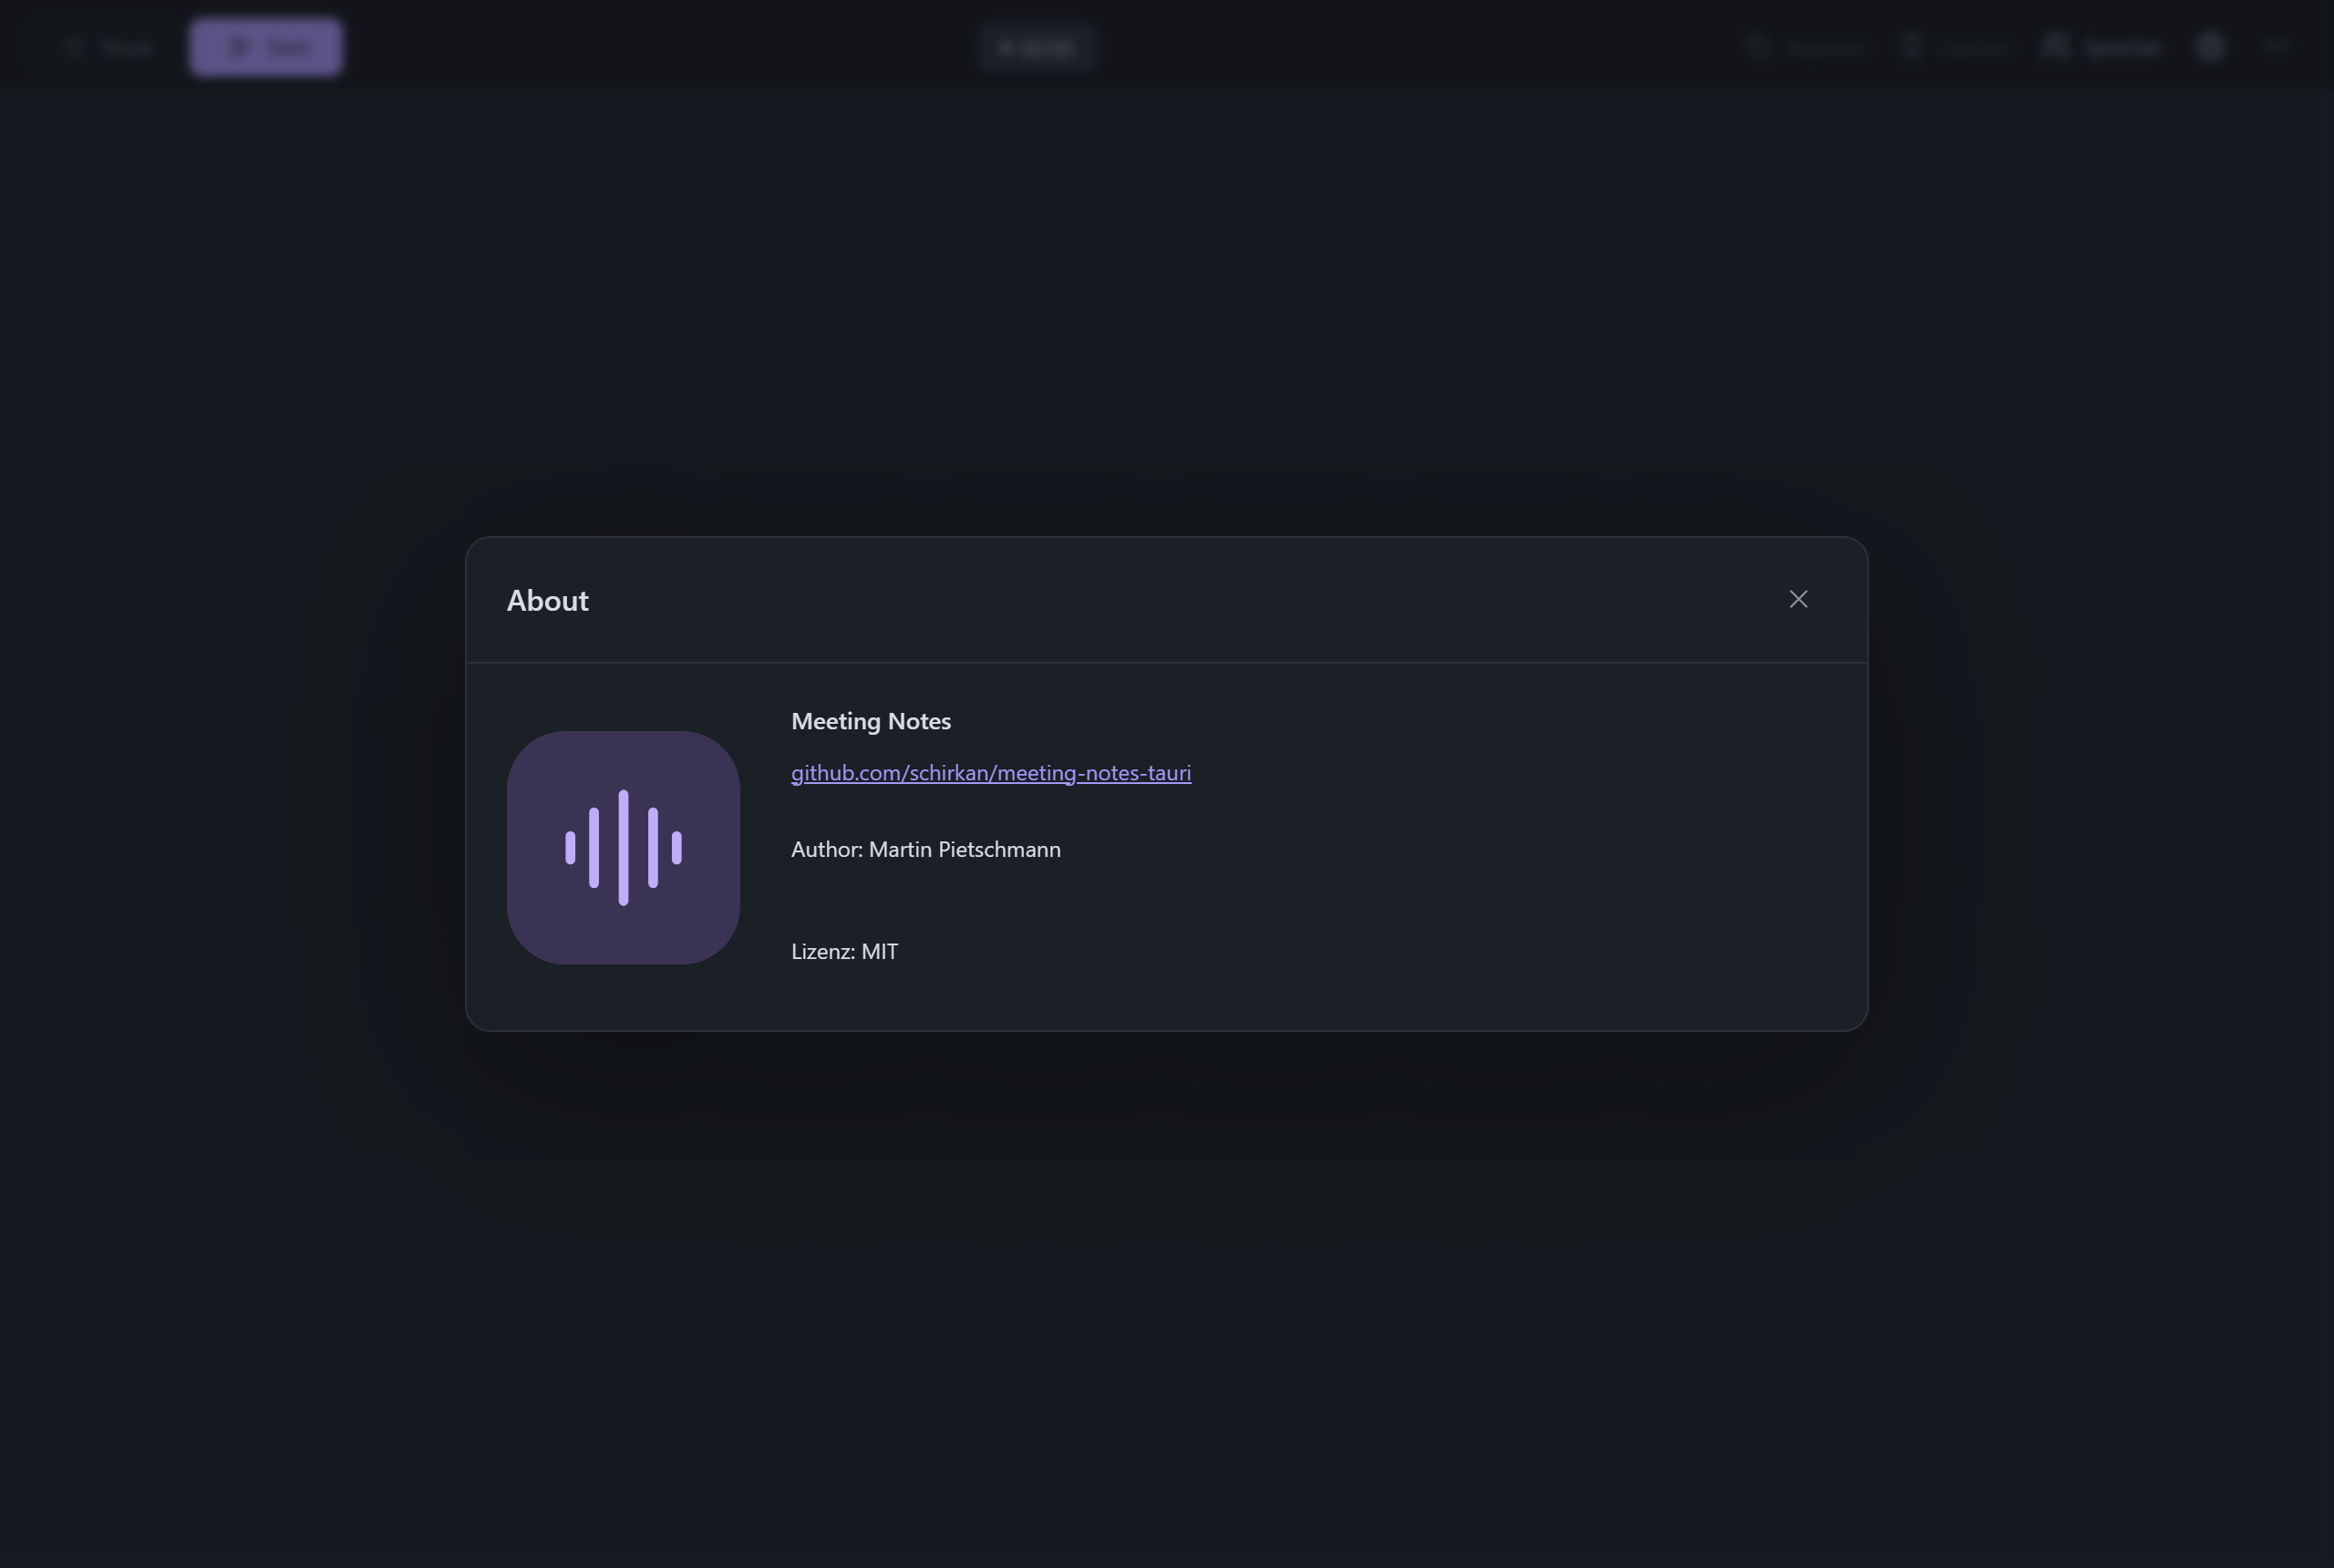 About
Meeting Notes
github.com/schirkan/meeting-notes-tauri
Author: Martin Pietschmann
Lizenz: MIT